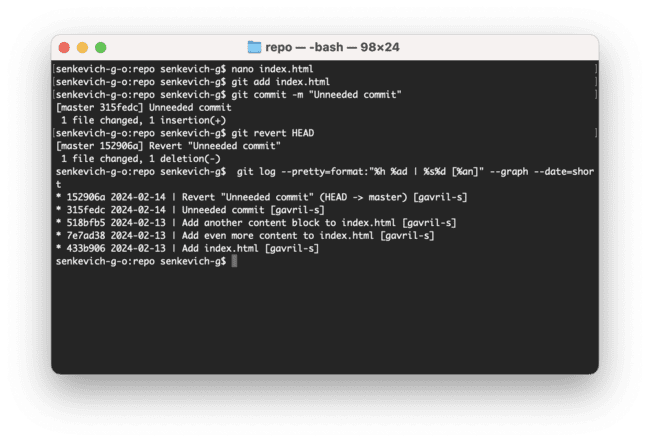 repo — -bash — 98×24
[senkevich-g-o:repo senkevich-g$ nano index.html ]
[senkevich-g-o:repo senkevich-g$ git add index.html ]
[senkevich-g-o:repo senkevich-g$ git commit -m "Unneeded commit" ]
[master 315fedc] Unneeded commit
1 file changed, 1 insertion(+)
[senkevich-g-o:repo senkevich-g$ git revert HEAD ]
[master 152906a] Revert "Unneeded commit"
1 file changed, 1 deletion(-)
senkevich-g-o:repo senkevich-g$  git log --pretty=format:"%h %ad | %s%d [%an]" --graph --date=shor
t
* 152906a 2024-02-14 | Revert "Unneeded commit" (HEAD -> master) [gavril-s]
* 315fedc 2024-02-14 | Unneeded commit [gavril-s]
* 518bfb5 2024-02-13 | Add another content block to index.html [gavril-s]
* 7e7ad38 2024-02-13 | Add even more content to index.html [gavril-s]
* 433b906 2024-02-13 | Add index.html [gavril-s]
senkevich-g-o:repo senkevich-g$